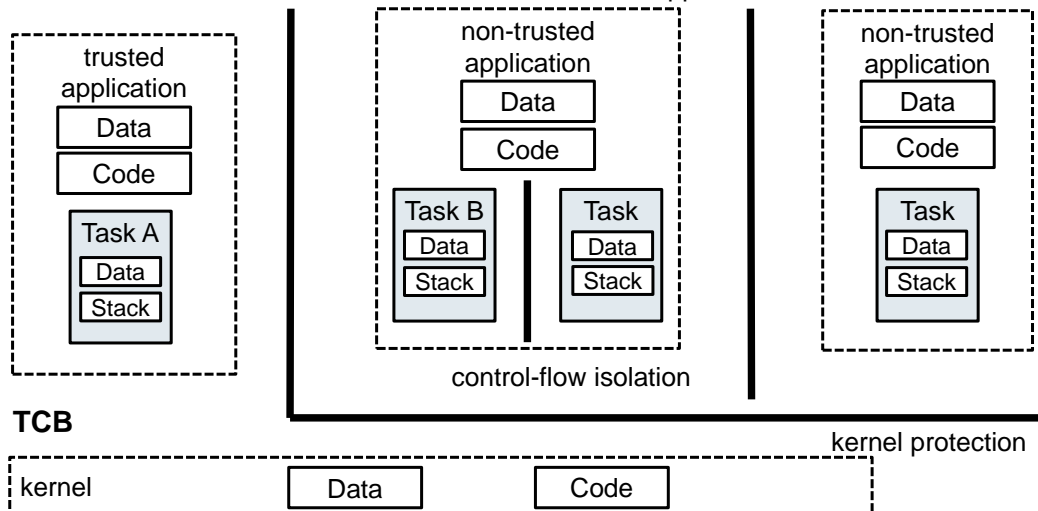 trusted
application
Data
Code
Task A
Data
Stack
non-trusted
application
Data
Code
Task B
Data
Stack
Task
Data
Stack
control-flow isolation
non-trusted
application
Data
Code
Task
Data
Stack
TCB
kernel protection
kernel
Data
Code